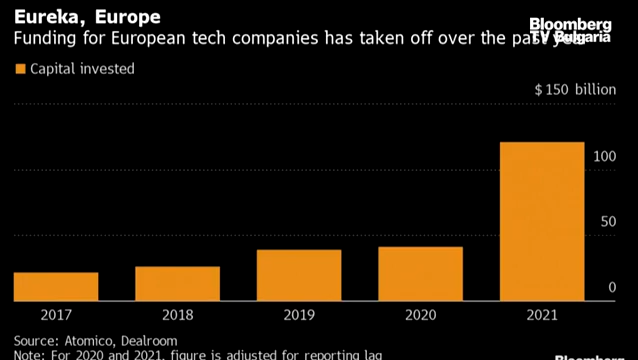 Eureka, Europe
Funding for European tech companies has taken off over the past year
Bloomberg
TV Bulgaria
Capital invested
$150 billion
100
50
0
2017 2018 2019 2020 2021
Source: Atomico, Dealroom
Note: For 2020 and 2021, figure is adjusted for reporting lag
Bloomberg